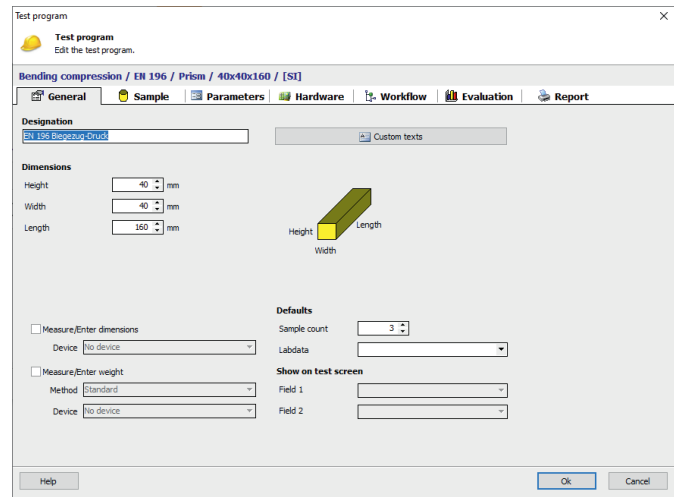 Test program
Test program
Edit the test program.
Bending compression / EN 196 / Prism / 40x40x160 / [SI]
General Sample Parameters Hardware Workflow Evaluation Report
Designation
EN 196 Biegezug-Druck
Custom texts
Dimensions
Height 40 mm
Width 40 mm
Length 160 mm
Height
Length
Width
Measure/Enter dimensions
Device No device
Measure/Enter weight
Method Standard
Device No device
Defaults
Sample count 3
Labdata
Show on test screen
Field 1
Field 2
Help Ok Cancel